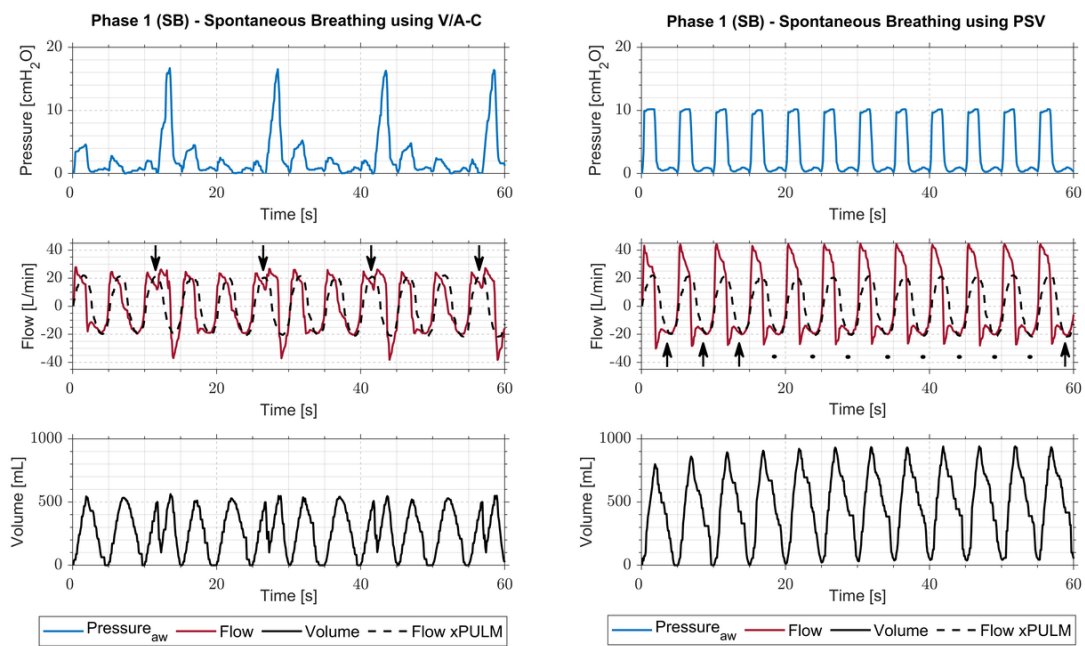 Phase 1 (SB) - Spontaneous Breathing using V/A-C
Pressure [cmH2O]
20
10
0
0
20
40
60
Time [s]
Flow [L/min]
40
20
0
-20
-40
0
20
40
60
Time [s]
Volume [mL]
1000
500
0
0
20
40
60
Time [s]
Pressure aw Flow Volume Flow xPULM
Phase 1 (SB) - Spontaneous Breathing using PSV
Pressure [cmH2O]
20
10
0
0
20
40
60
Time [s]
Flow [L/min]
40
20
0
-20
-40
0
20
40
60
Time [s]
Volume [mL]
1000
500
0
0
20
40
60
Time [s]
Pressure aw Flow Volume Flow xPULM